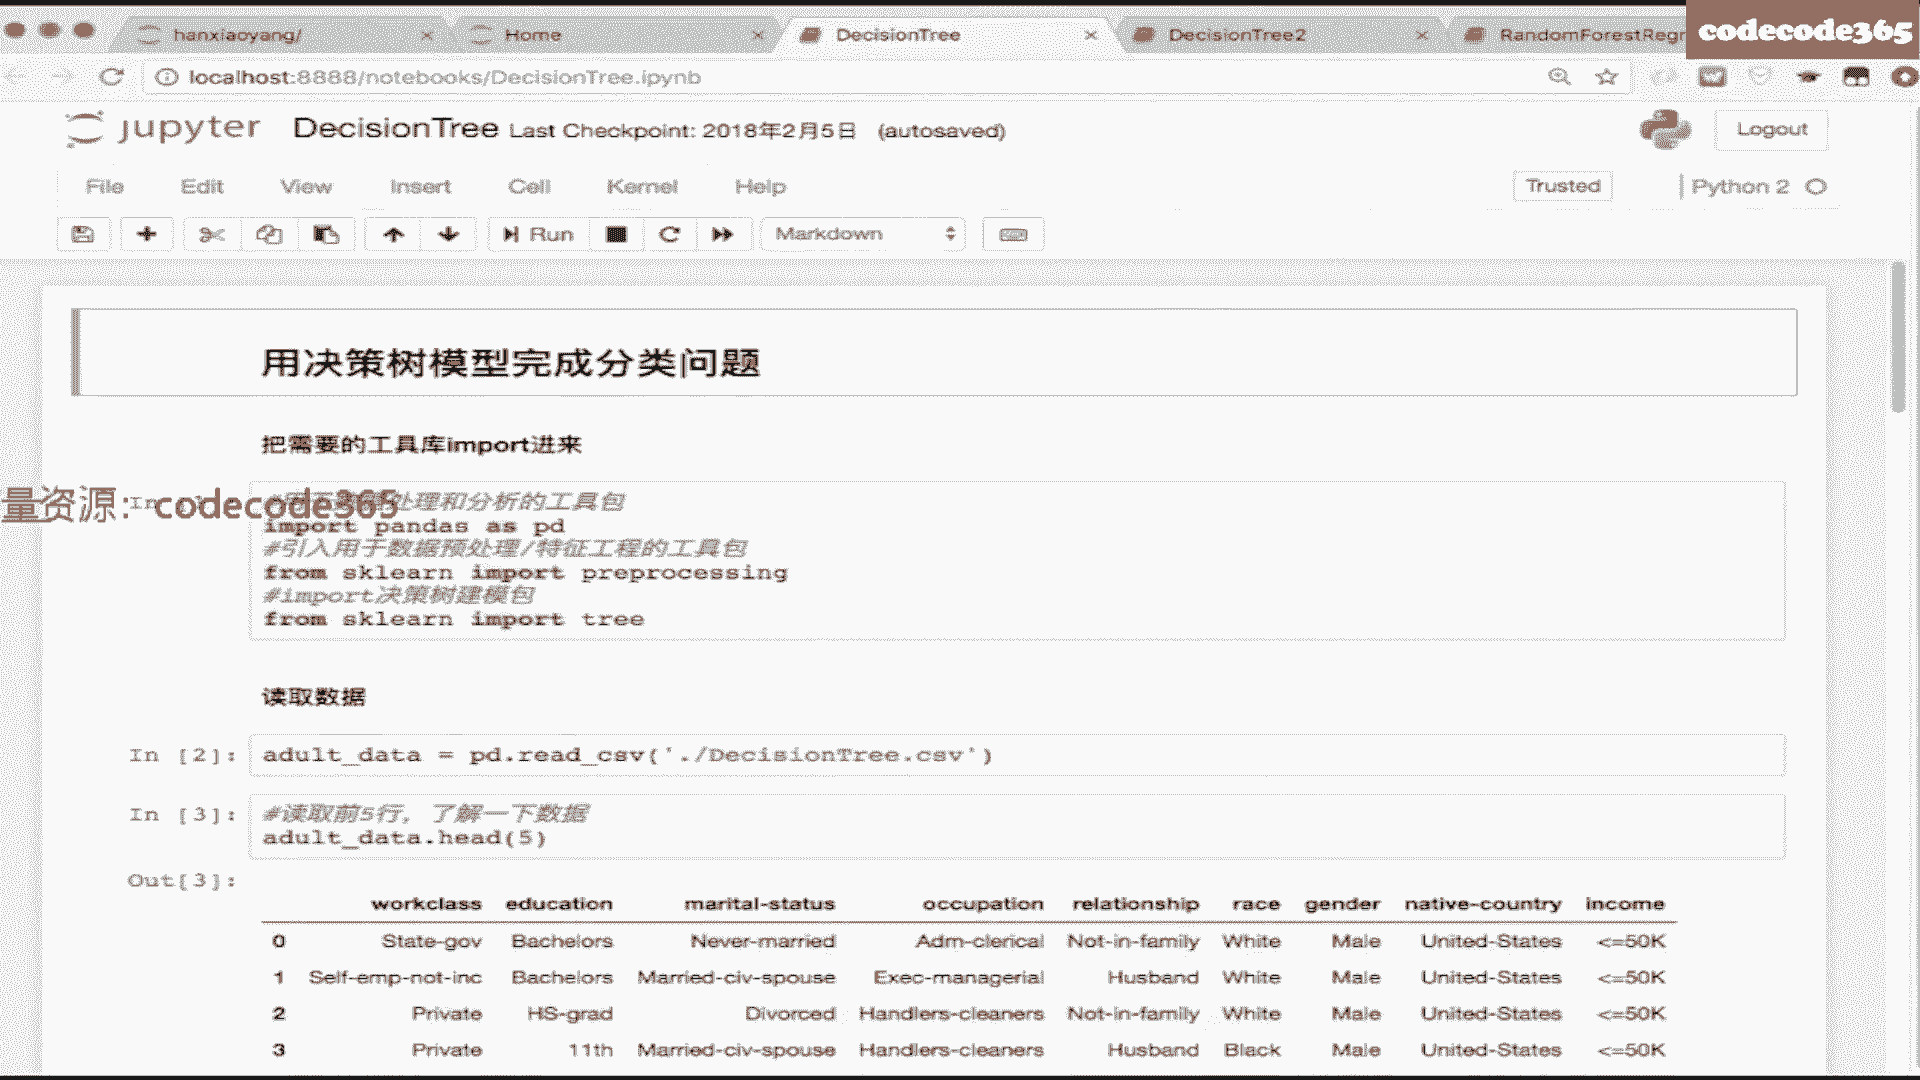 hanxiaoyang/
Home
DecisionTree
DecisionTree2
RandomForestRegr
codecode365
localhost:8888/notebooks/DecisionTree.ipynb
jupyter DecisionTree Last Checkpoint: 2018年2月5日 (autosaved)
Logout
File Edit View Insert Cell Kernel Help
Trusted
Python 2
Run
Markdown
用决策树模型完成分类问题
把需要的工具库import进来
量资源：codecode365
处理和分析的工具包
import pandas as pd
#引入用于数据预处理/特征工程的工具包
from sklearn import preprocessing
#import决策树建模包
from sklearn import tree
读取数据
In [2]: adult_data = pd.read_csv('./DecisionTree.csv')
In [3]: #读取前5行，了解一下数据
adult_data.head(5)
Out[3]:
workclass education marital-status occupation relationship race gender native-country income
0 State-gov Bachelors Never-married Adm-clerical Not-in-family White Male United-States <=50K
1 Self-emp-not-inc Bachelors Married-civ-spouse Exec-managerial Husband White Male United-States <=50K
2 Private HS-grad Divorced Handlers-cleaners Not-in-family White Male United-States <=50K
3 Private 11th Married-civ-spouse Handlers-cleaners Husband Black Male United-States <=50K